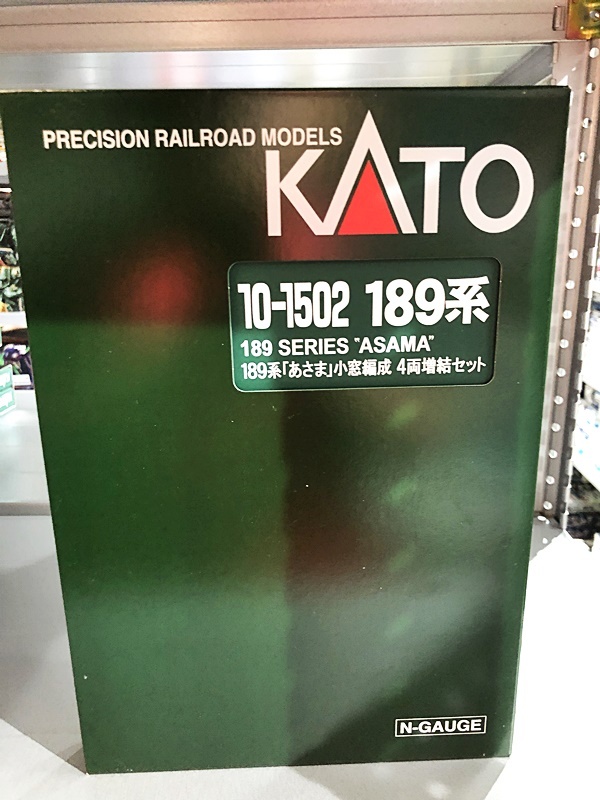 PRECISION RAILROAD MODELS
KATO
10-1502 189系
189 SERIES "ASAMA"
189系「あさま」小窓編成 4両増結セット
N-GAUGE